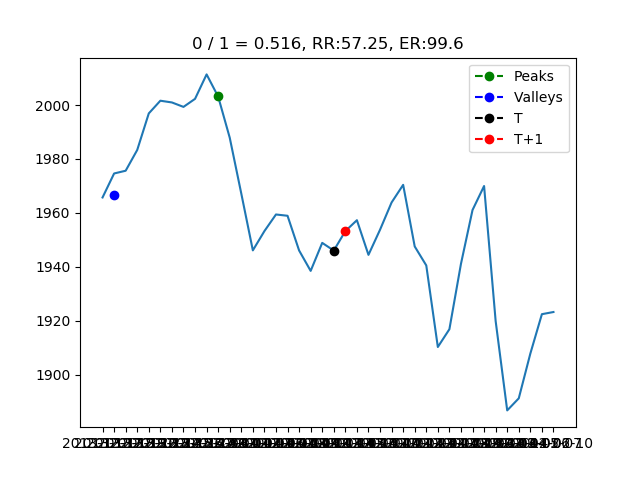 0 / 1 = 0.516, RR:57.25, ER:99.6
Peaks
Valleys
T
T+1
2000
1980
1960
1940
1920
1900